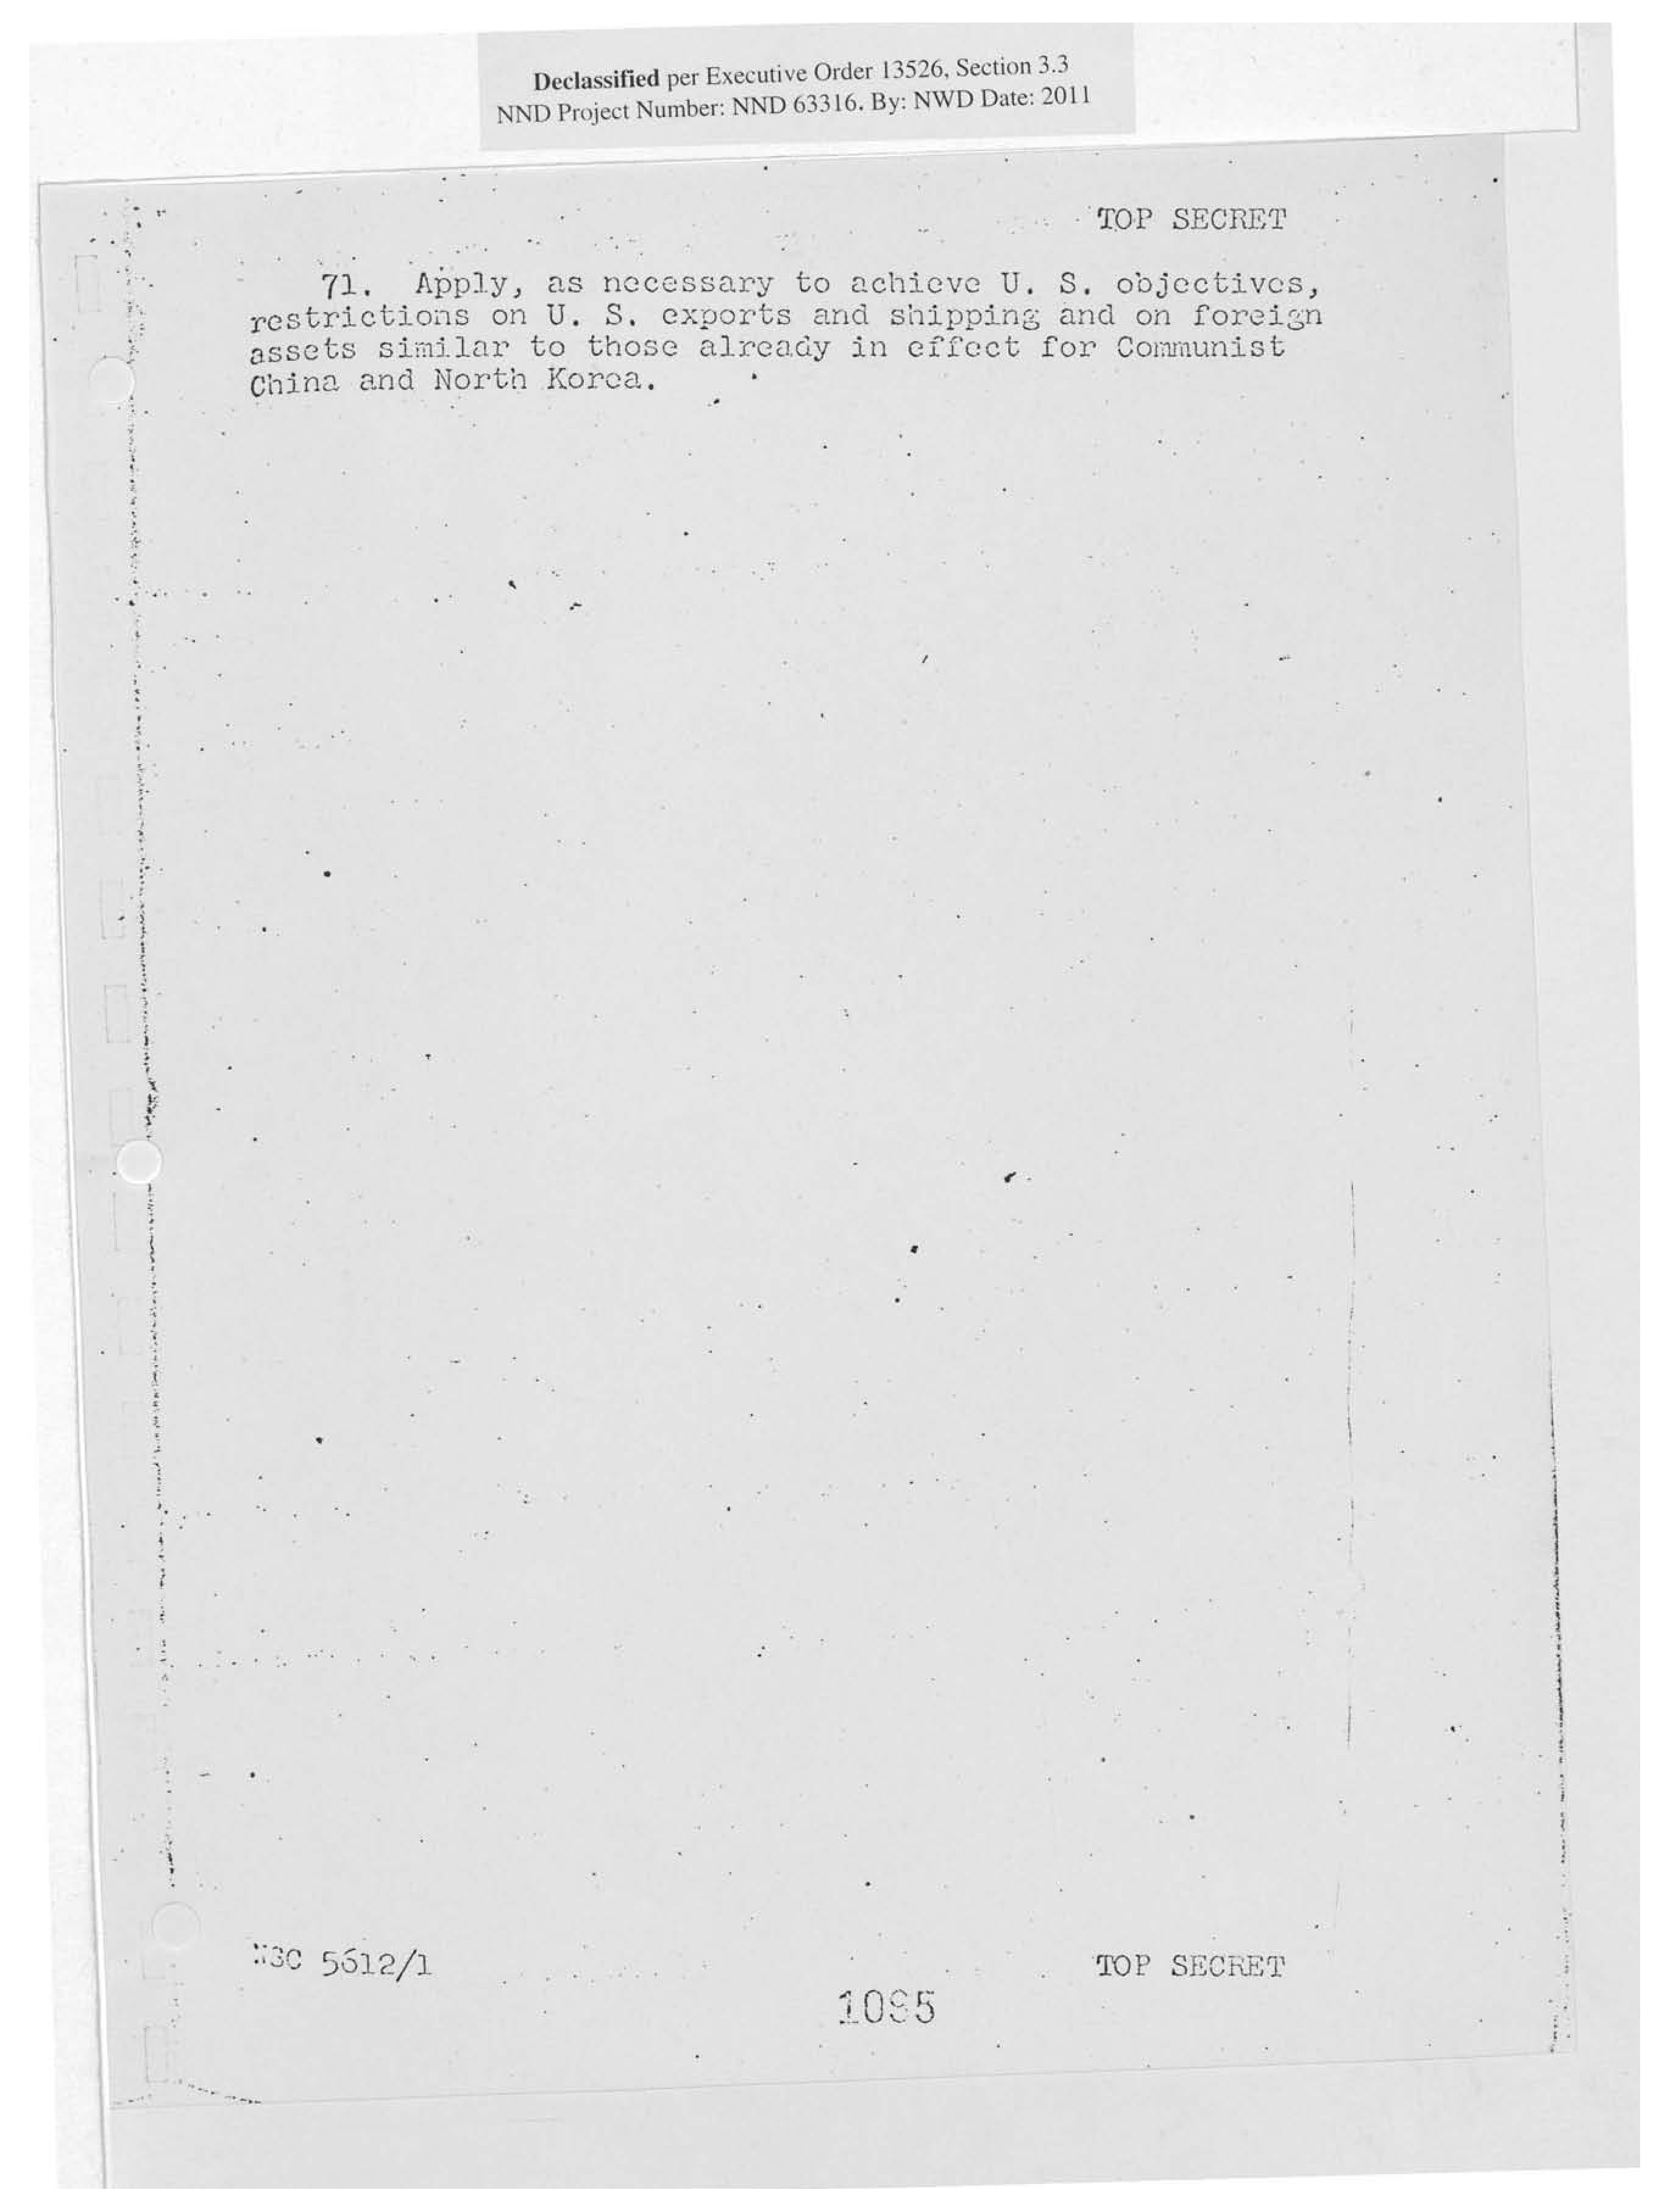 Declassified per Executive Order 13526, Section 3.3
NND Project Number: NND 63316. By: NWD Date: 2011
TOP SECRET
71. Apply, as necessary to achieve U. S. objectives,
restrictions on U. S. exports and shipping and on foreign
assets similar to those already in effect for Communist
China and North Korea.
NSC 5612/1
TOP SECRET
1095